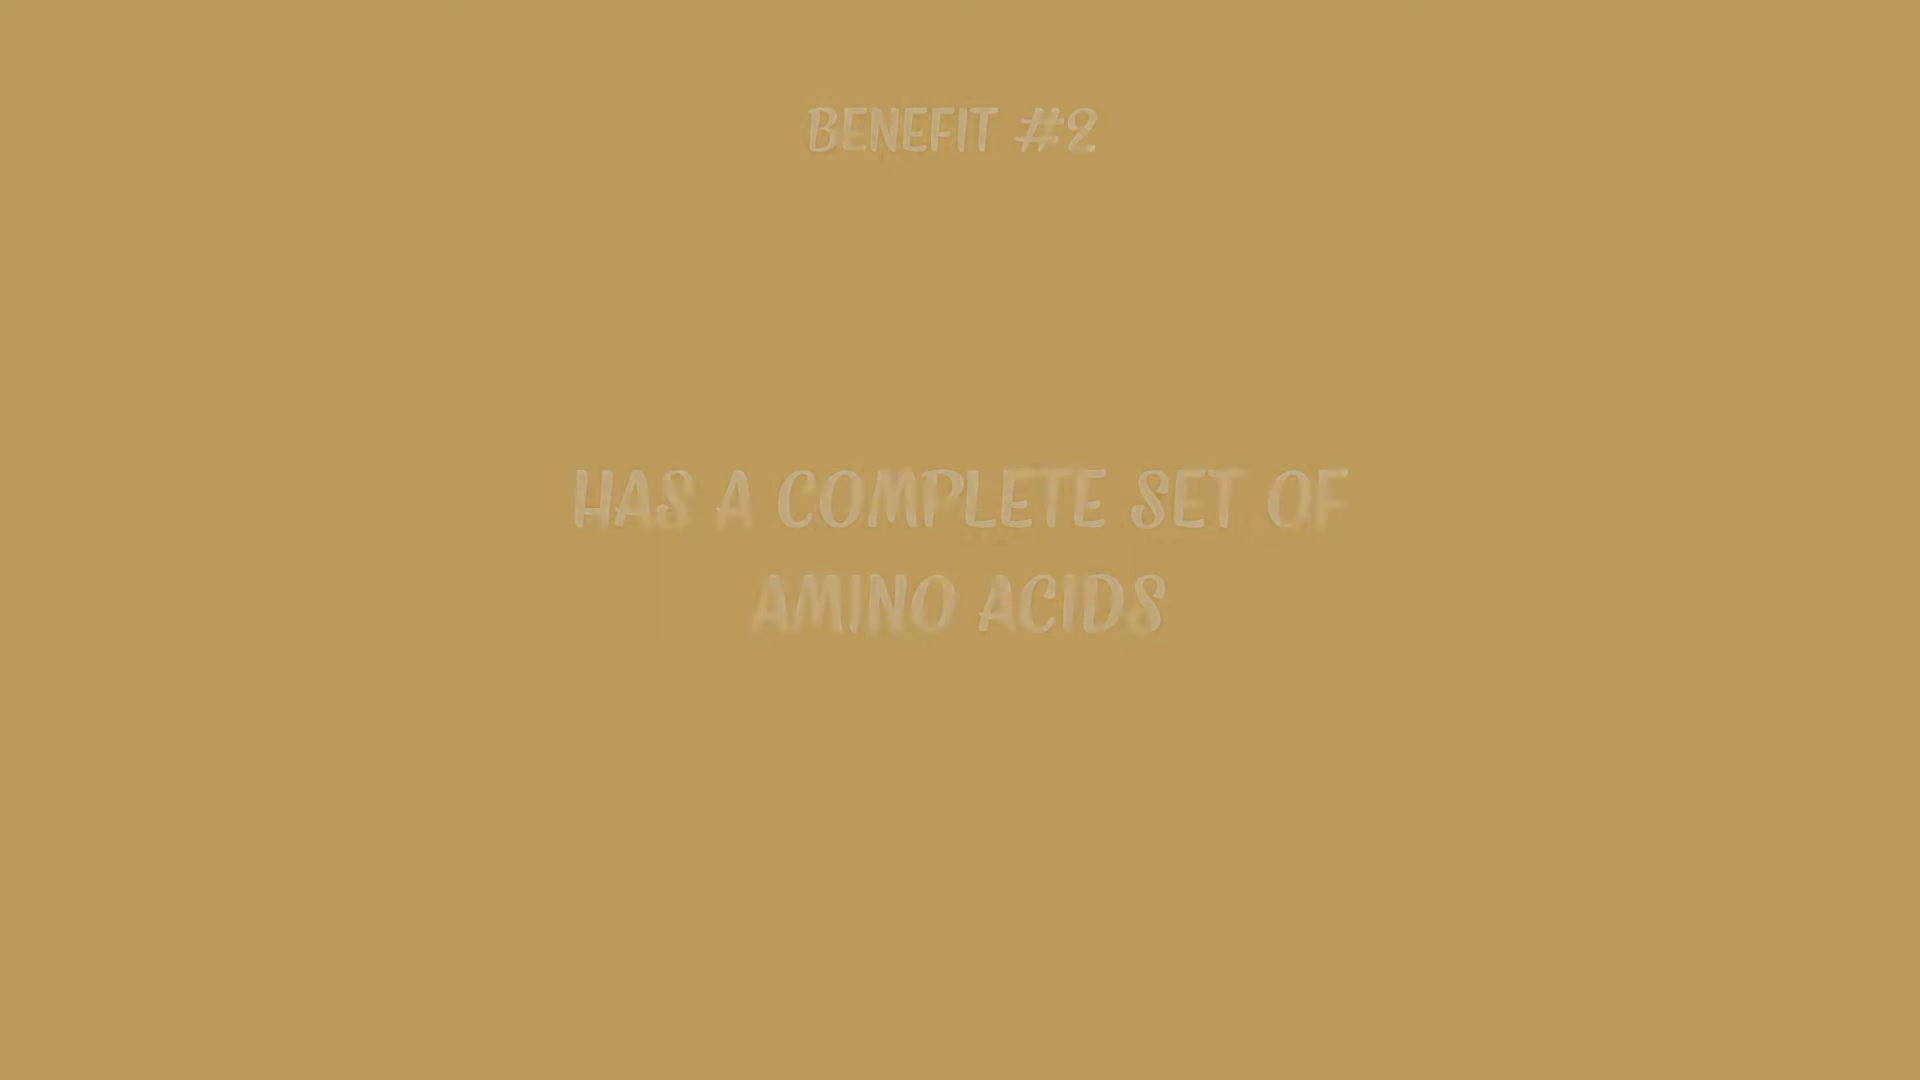 BENEFIT #2
HAS A COMPLETE SET OF
AMINO ACIDS